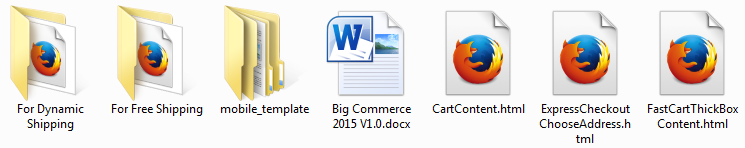 For Dynamic
Shipping
For Free Shipping
mobile_template
Big Commerce
2015 V1.0.docx
CartContent.html
ExpressCheckout
ChooseAddress.h
tml
FastCartThickBox
Content.html